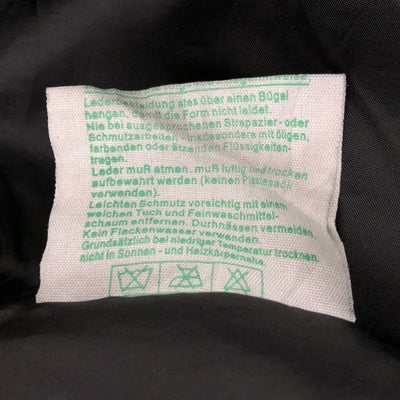 Lederbekleidung stes über einen Bügel
hängen, damit die Form nicht leidet.
Nie bei ausgesprochenen Strapazier- oder
Schmutzarbeiten - insbesondere mit öligen,
farbenden oder ätzenden Flüssigkeiten-
tragen.
Leder muß atmen, muß luftig und trocken
aufbewahrt werden (keinen Plasticsack
verwenden).
Leichten Schmutz vorsichtig mit einem
weichen Tuch und Feinwaschmittel-
schaum entfernen. Durhnässen vermeiden.
Kein Fleckenwasser verwenden.
Grundsätzlich bei niedriger Temperatur trocknen,
nicht in Sonnen - und Heizkörpernähe.